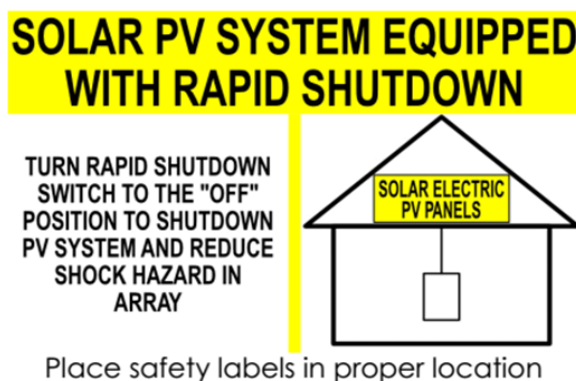 SOLAR PV SYSTEM EQUIPPED
WITH RAPID SHUTDOWN
TURN RAPID SHUTDOWN
SWITCH TO THE "OFF"
POSITION TO SHUTDOWN
PV SYSTEM AND REDUCE
SHOCK HAZARD IN
ARRAY
SOLAR ELECTRIC
PV PANELS
Place safety labels in proper location